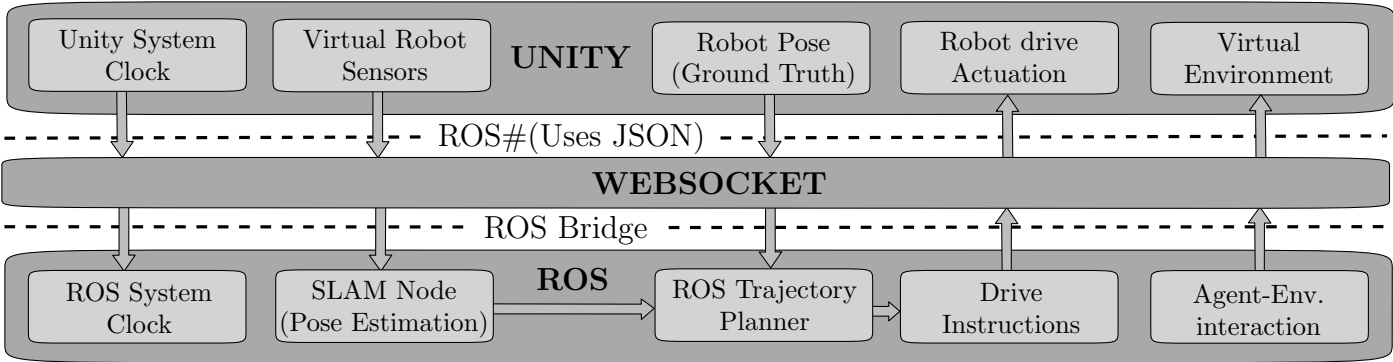 Unity System
Clock
Virtual Robot
Sensors
UNITY
Robot Pose
(Ground Truth)
Robot drive
Actuation
Virtual
Environment
ROS#(Uses JSON)
WEBSOCKET
ROS Bridge
ROS System
Clock
SLAM Node
(Pose Estimation)
ROS
ROS Trajectory
Planner
Drive
Instructions
Agent-Env.
interaction